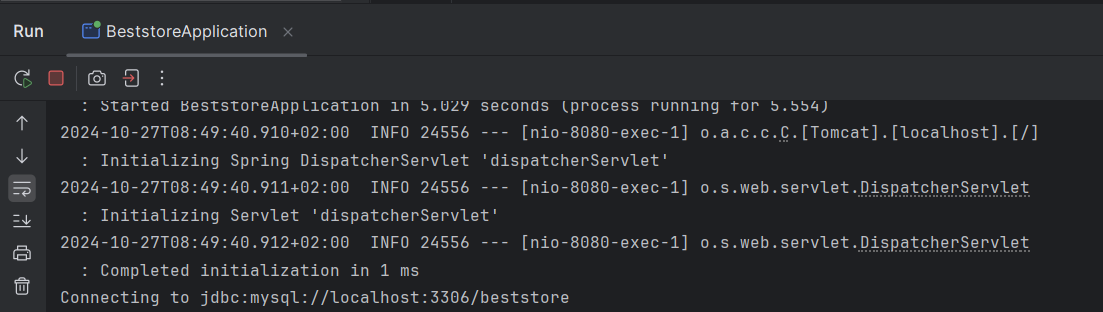 Run
BeststoreApplication
: Started BeststoreApplication in 5.029 seconds (process running for 5.554)
2024-10-27T08:49:40.910+02:00  INFO 24556 --- [nio-8080-exec-1] o.a.c.c.C.[Tomcat].[localhost].[/]
: Initializing Spring DispatcherServlet 'dispatcherServlet'
2024-10-27T08:49:40.911+02:00  INFO 24556 --- [nio-8080-exec-1] o.s.web.servlet.DispatcherServlet
: Initializing Servlet 'dispatcherServlet'
2024-10-27T08:49:40.912+02:00  INFO 24556 --- [nio-8080-exec-1] o.s.web.servlet.DispatcherServlet
: Completed initialization in 1 ms
Connecting to jdbc:mysql://localhost:3306/beststore